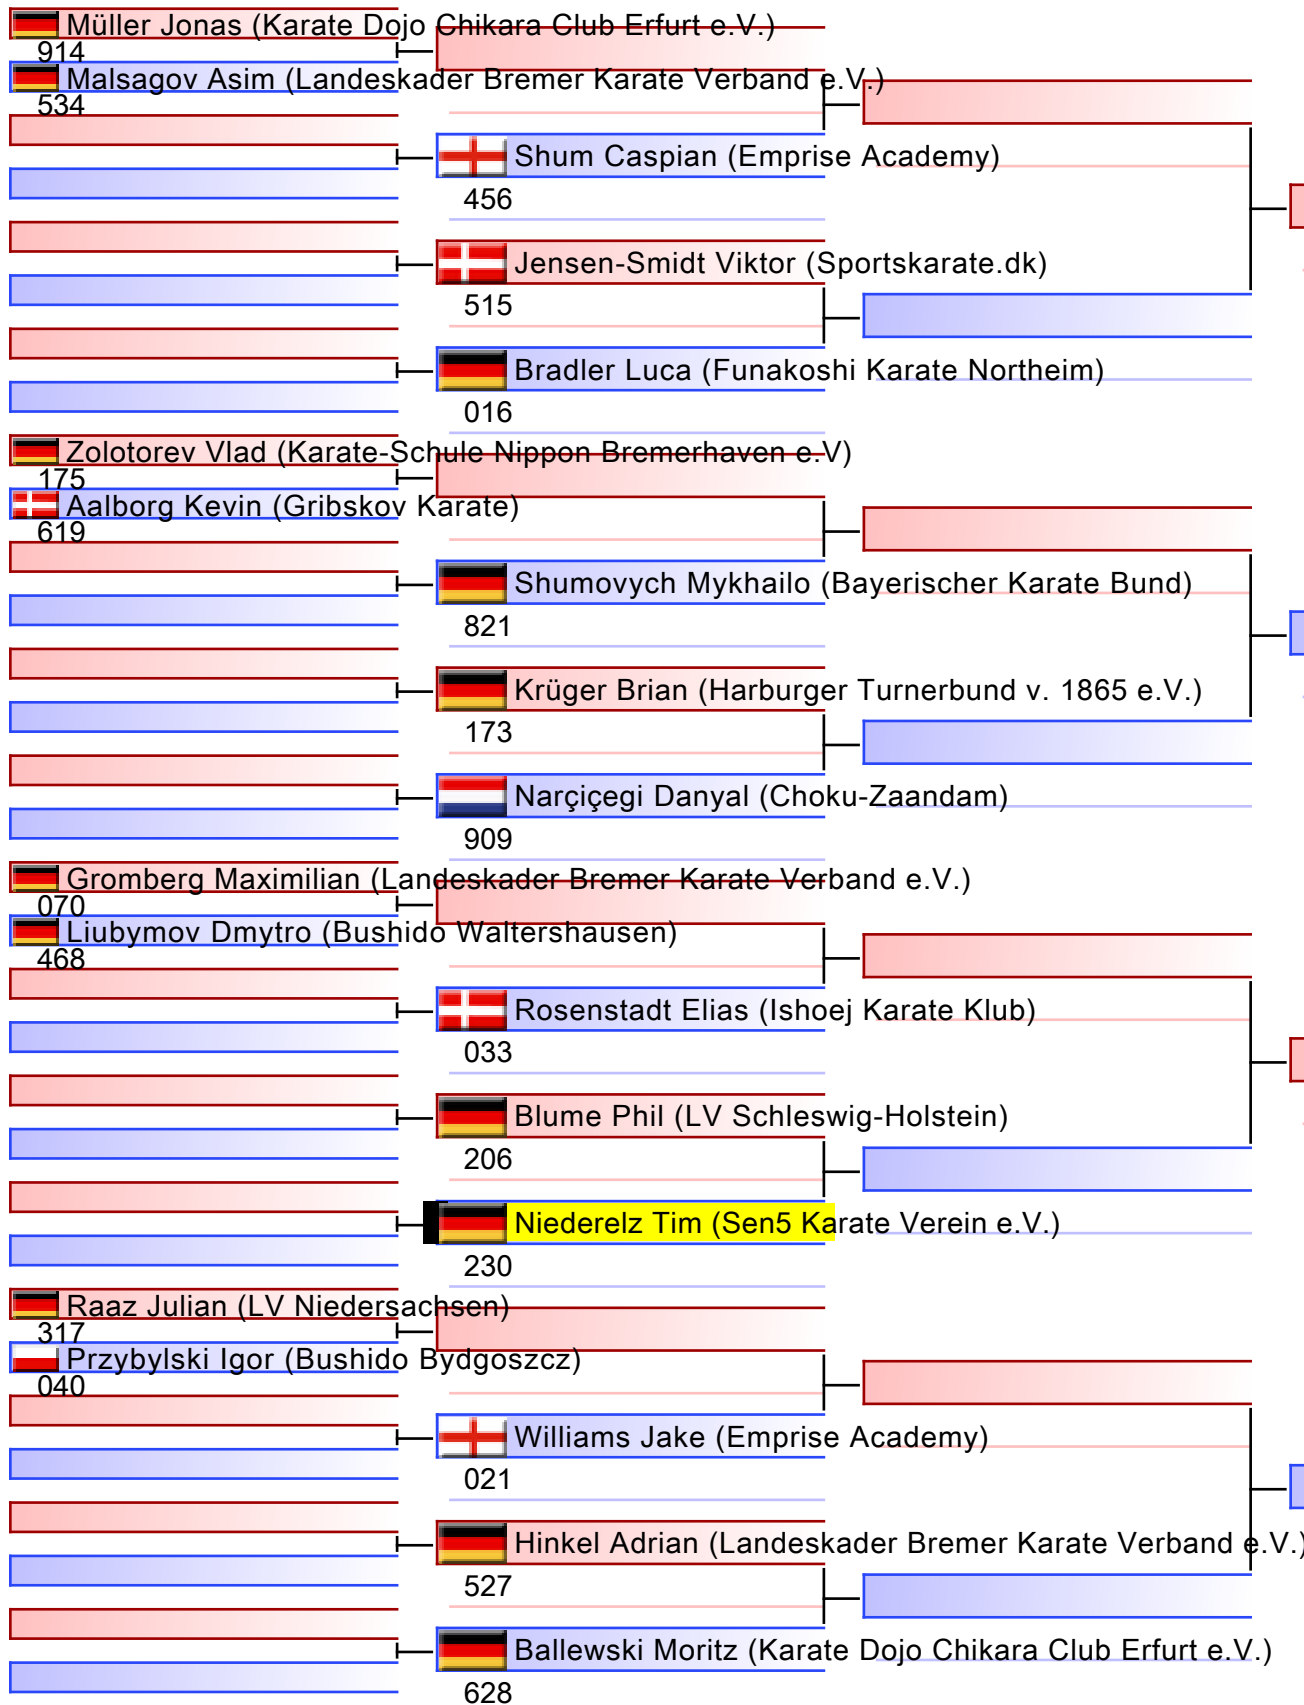 Müller Jonas (Karate Dojo Chikara Club Erfurt e.V.)
914
Malsagov Asim (Landeskader Bremer Karate Verband e.V.)
534
Shum Caspian (Emprise Academy)
456
Jensen-Smidt Viktor (Sportskarate.dk)
515
Bradler Luca (Funakoshi Karate Northeim)
016
Zolotorev Vlad (Karate-Schule Nippon Bremerhaven e.V)
175
Aalborg Kevin (Gribskov Karate)
619
Shumovych Mykhailo (Bayerischer Karate Bund)
821
Krüger Brian (Harburger Turnerbund v. 1865 e.V.)
173
Narçiçegi Danyal (Choku-Zaandam)
909
Gromberg Maximilian (Landeskader Bremer Karate Verband e.V.)
070
Liubymov Dmytro (Bushido Waltershausen)
468
Rosenstadt Elias (Ishoej Karate Klub)
033
Blume Phil (LV Schleswig-Holstein)
206
Niederelz Tim (Sen5 Karate Verein e.V.)
230
Raaz Julian (LV Niedersachsen)
317
Przybylski Igor (Bushido Bydgoszcz)
040
Williams Jake (Emprise Academy)
021
Hinkel Adrian (Landeskader Bremer Karate Verband e.V.)
527
Ballewski Moritz (Karate Dojo Chikara Club Erfurt e.V.)
628